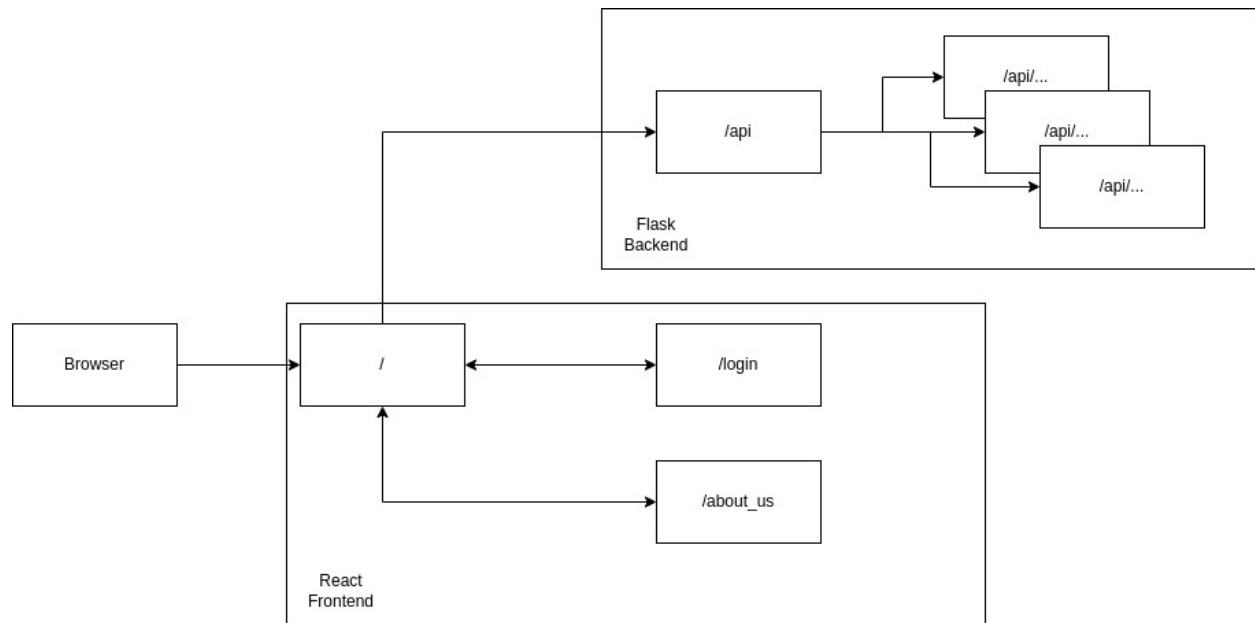 /api/...
/api
/api/...
/api/...
Flask
Backend
Browser
/
/login
/about_us
React
Frontend